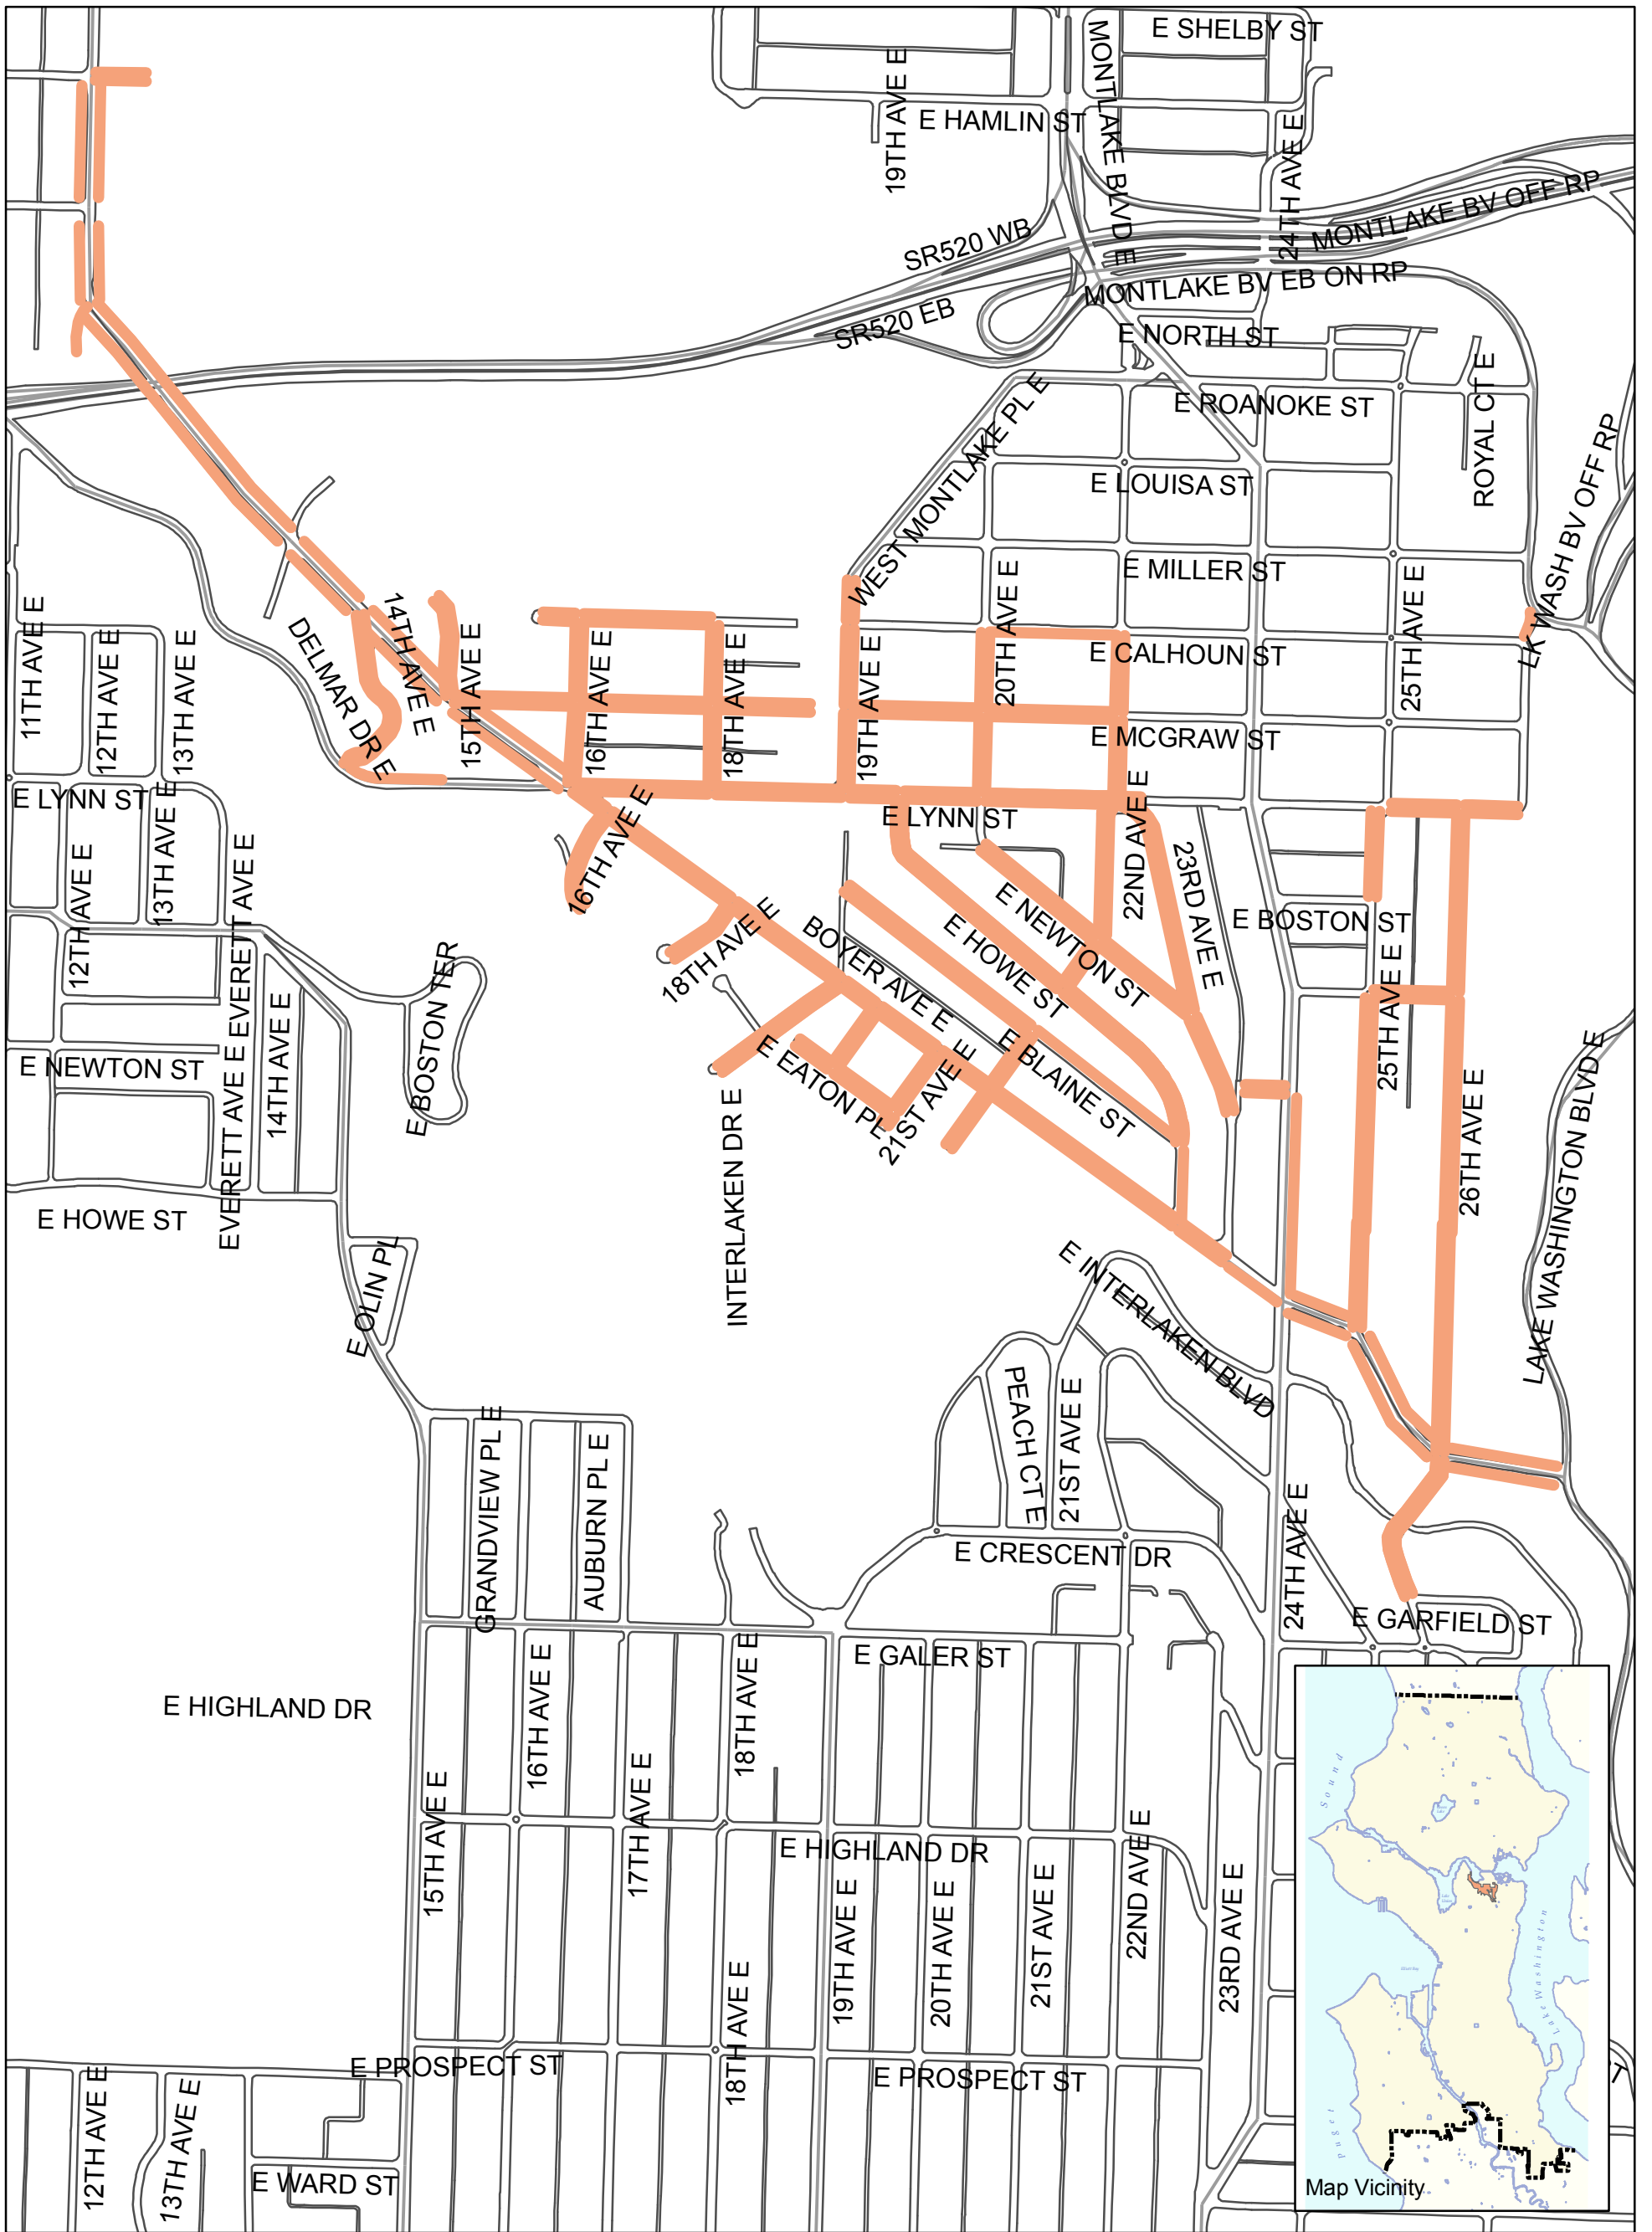 E SHELBY ST
MONTLAKE BLVD E
19TH AVE E
E HAMLIN ST
24TH AVE E
MONTLAKE BV OFF RP
SR520 WB
MONTLAKE BV EB ON RP
SR520 EB
E NORTH ST
ROYAL CT E
WEST MONTLAKE PL E
E ROANOKE ST
LK WASH BV OFF RP
E LOUISA ST
E MILLER ST
20TH AVE E
25TH AVE E
14TH AVE E
11TH AVE E
12TH AVE E
13TH AVE E
DELMAR DR E
15TH AVE E
16TH AVE E
18TH AVE E
19TH AVE E
E CALHOUN ST
E MCGRAW ST
E LYNN ST
13TH AVE E
16TH AVE E
E LYNN ST
22ND AVE E
23RD AVE E
12TH AVE E
EVERETT AVE E
18TH AVE E
BOYER AVE E
E HOWE ST
E NEWTON ST
E BOSTON ST
E BOSTON TER
14TH AVE E
25TH AVE E
E NEWTON ST
EVERETT AVE E
E EATON PL
21ST AVE E
E BLAINE ST
26TH AVE E
LAKE WASHINGTON BLVD E
INTERLAKEN DR E
E HOWE ST
E OLIN PL
E INTERLAKEN BLVD
PEACH CT E
21ST AVE E
GRANDVIEW PL E
AUBURN PL E
E CRESCENT DR
24TH AVE E
E GARFIELD ST
E GALER ST
E HIGHLAND DR
16TH AVE E
18TH AVE E
15TH AVE E
17TH AVE E
E HIGHLAND DR
22ND AVE E
19TH AVE E
20TH AVE E
21ST AVE E
23RD AVE E
18TH AVE E
E PROSPECT ST
E PROSPECT ST
12TH AVE E
13TH AVE E
E WARD ST
Sound
Lake Washington
Puget
Map Vicinity